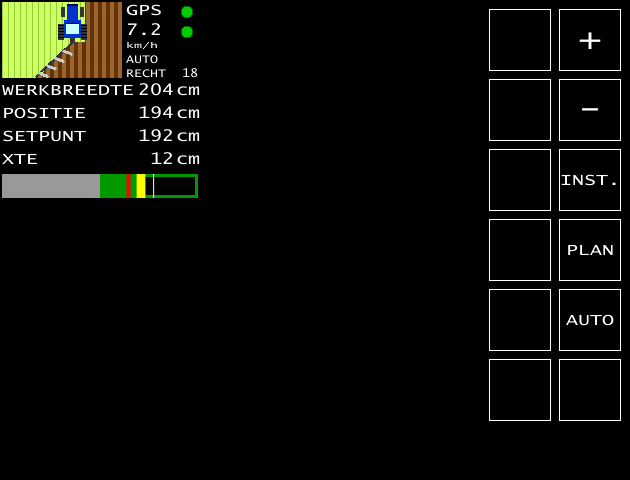 GPS
7.2
km/h
AUTO
RECHT 18
WERKBREEDTE 204 cm
POSITIE 194 cm
SETPUNT 192 cm
XTE 12 cm
+
−
INST.
PLAN
AUTO